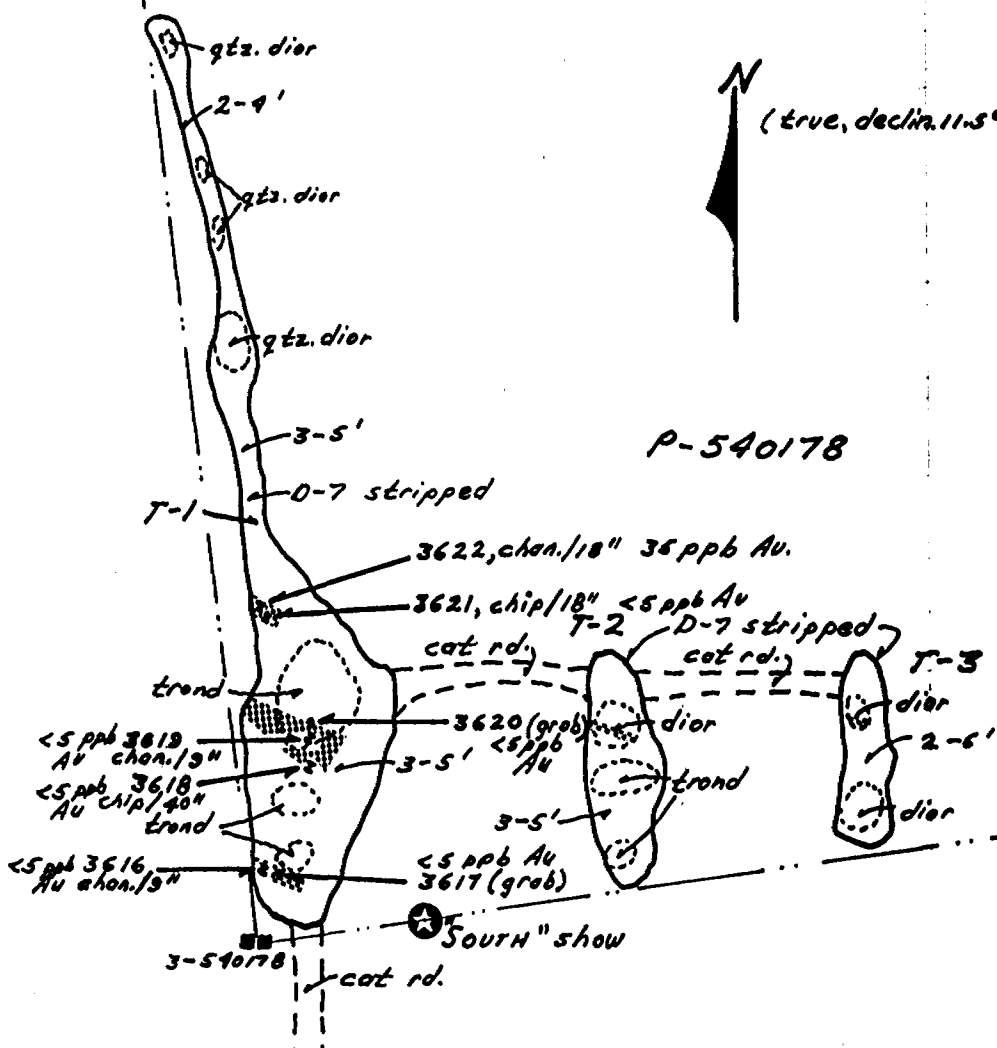 qtz. dior
2-4'
N
(true, declin. 11.5°
qtz. dior
qtz. dior
3-5'
P-540178
D-7 stripped
T-1
3622, chan./18" 35 ppb Au.
3621, chip/18" <5 ppb Au
T-2
D-7 stripped
cat rd.
cat rd.
T-3
trond
3620 (grab)
<5 ppb
Au
dior
dior
<5 ppb 3619
Au chan./9"
3-5'
2-6'
<5 ppb 3618
Au chip/40"
trond
trond
3-5'
dior
<5 ppb 3616
Au chan./9"
<5 ppb Au
3617 (grab)
"SOUTH" show
3-540178
cat rd.